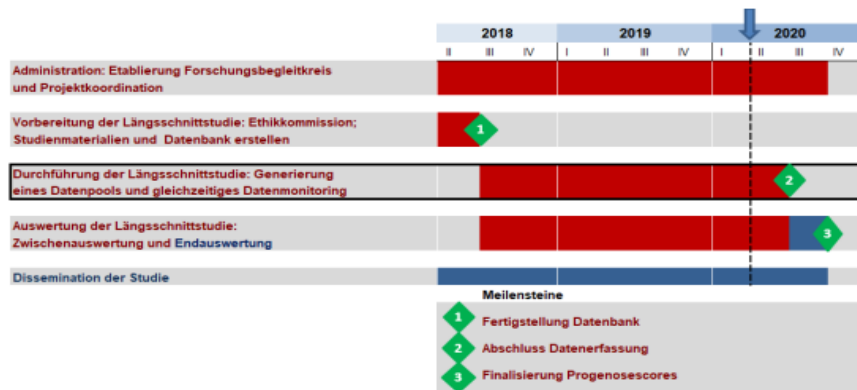 2018 2019 2020
II III IV I II III IV I II III IV
Administration: Etablierung Forschungsbegleitkreis
und Projektkoordination
Vorbereitung der Längsschnittstudie: Ethikkommission;
Studienmaterialien und Datenbank erstellen
1
Durchführung der Längsschnittstudie: Generierung
eines Datenpools und gleichzeitiges Datenmonitoring
2
Auswertung der Längsschnittstudie:
Zwischenauswertung und Endauswertung
3
Dissemination der Studie
Meilensteine
1 Fertigstellung Datenbank
2 Abschluss Datenerfassung
3 Finalisierung Progenosescores